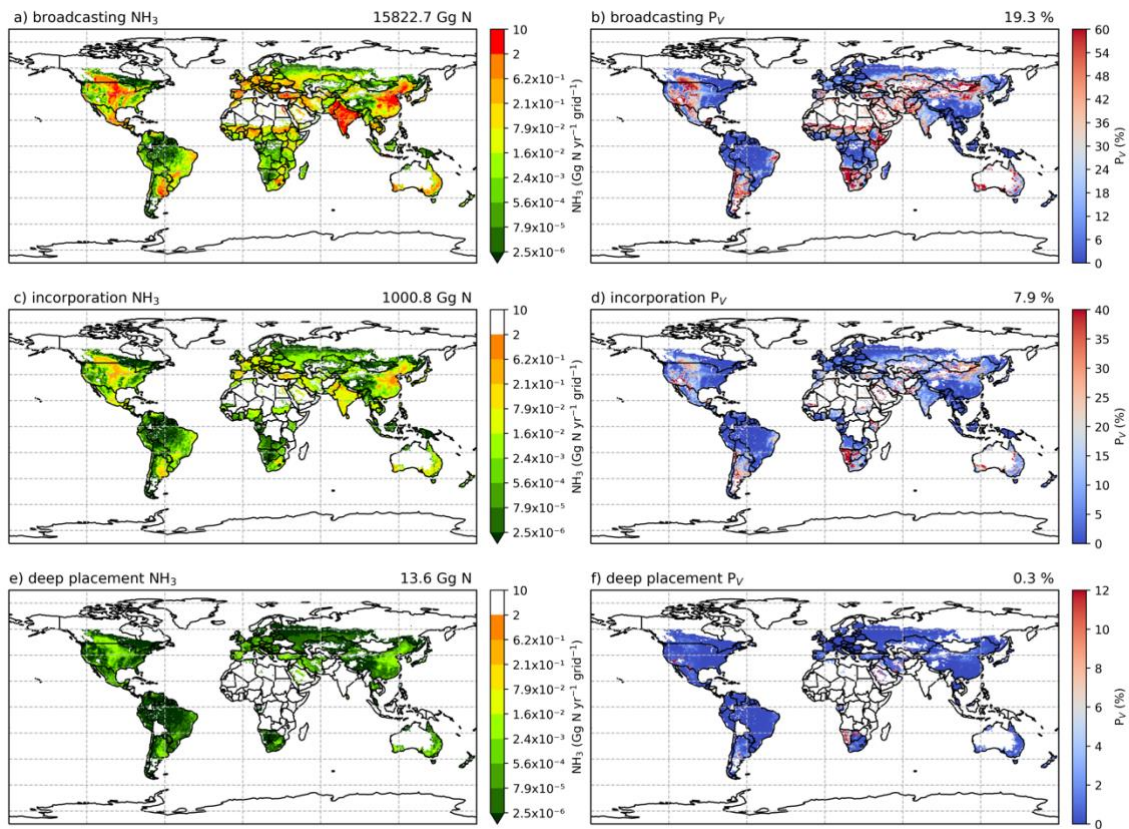 a) broadcasting NH₃ 15822.7 Gg N
10
2
6.2x10⁻¹
2.1x10⁻¹
7.9x10⁻²
1.6x10⁻²
2.4x10⁻³
5.6x10⁻⁴
7.9x10⁻⁵
2.5x10⁻⁶
NH₃ (Gg N yr⁻¹ grid⁻¹)
b) broadcasting Pᵥ 19.3 %
60
54
48
42
36
30
24
18
12
6
0
Pᵥ (%)
c) incorporation NH₃ 1000.8 Gg N
10
2
6.2x10⁻¹
2.1x10⁻¹
7.9x10⁻²
1.6x10⁻²
2.4x10⁻³
5.6x10⁻⁴
7.9x10⁻⁵
2.5x10⁻⁶
NH₃ (Gg N yr⁻¹ grid⁻¹)
d) incorporation Pᵥ 7.9 %
40
35
30
25
20
15
10
5
0
Pᵥ (%)
e) deep placement NH₃ 13.6 Gg N
10
2
6.2x10⁻¹
2.1x10⁻¹
7.9x10⁻²
1.6x10⁻²
2.4x10⁻³
5.6x10⁻⁴
7.9x10⁻⁵
2.5x10⁻⁶
NH₃ (Gg N yr⁻¹ grid⁻¹)
f) deep placement Pᵥ 0.3 %
12
10
8
6
4
2
0
Pᵥ (%)